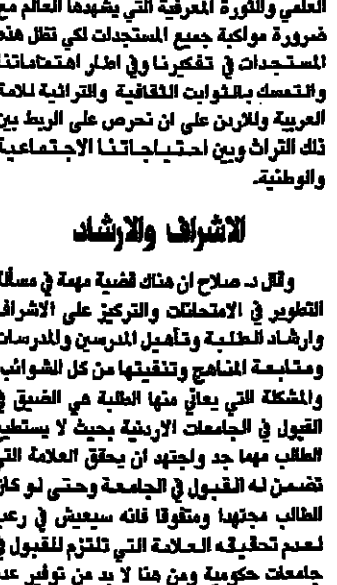 العلمي والثورة المعرفية التي يشهدها العالم مع
ضرورة مواكبة جميع المستجدات لكي تظل هذه
المستجدات في تفكيرنا وفي اطار اهتماماتنا
والتمسك بالثوابت الثقافية والتراثية للامة
العربية وللاردن على ان نحرص على الربط بين
ذلك التراث وبين احتياجاتنا الاجتماعية
والوطنية.
الاشراف والارشاد
وقال د. صلاح ان هناك قضية مهمة في مسألة
التطوير في الامتحانات والتركيز على الاشراف
وارشاد الطلبة وتأهيل المدرسين والمدرسات
ومتابعة المناهج وتنقيتها من كل الشوائب
والمشكلة التي يعاني منها الطلبة هي الضيق في
القبول في الجامعات الاردنية بحيث لا يستطيع
الطالب مهما جد واجتهد ان يحقق العلامة التي
تضمن له القبول في الجامعة وحتى لو كان
الطالب مجتهدا ومتفوقا فانه سيعيش في رعب
لعدم تحقيقه العلامة التي تلتزم للقبول في
جامعات حكومية ومن هنا لا بد من توفير عدد